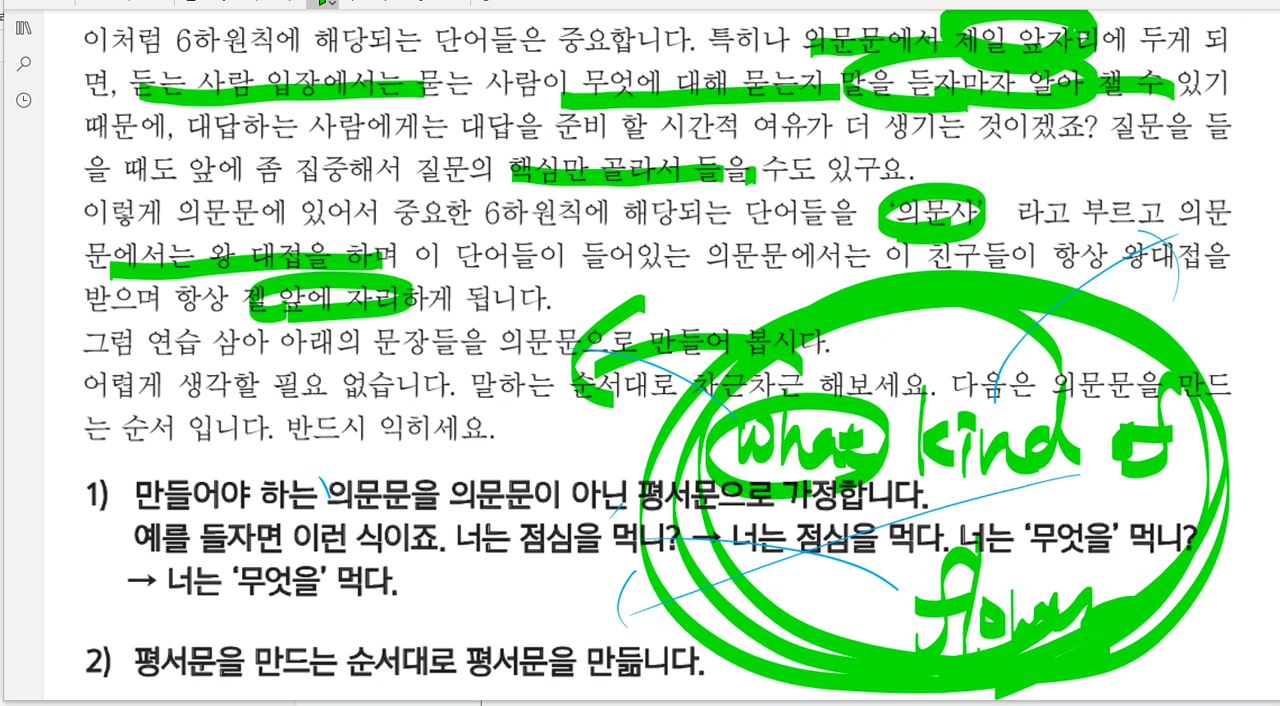 이처럼 6하원칙에 해당되는 단어들은 중요합니다. 특히나 의문문에서 제일 앞자리에 두게 되
면, 듣는 사람 입장에서는 묻는 사람이 무엇에 대해 묻는지 말을 듣자마자 알아 챌 수 있기
때문에, 대답하는 사람에게는 대답을 준비 할 시간적 여유가 더 생기는 것이겠죠? 질문을 들
을 때도 앞에 좀 집중해서 질문의 핵심만 골라서 들을 수도 있구요.
이렇게 의문문에 있어서 중요한 6하원칙에 해당되는 단어들을 '의문사' 라고 부르고 의문
문에서는 왕 대접을 하며 이 단어들이 들어있는 의문문에서는 이 친구들이 항상 왕대접을
받으며 항상 젤 앞에 자리하게 됩니다.
그럼 연습 삼아 아래의 문장들을 의문문으로 만들어 봅시다.
어렵게 생각할 필요 없습니다. 말하는 순서대로 차근차근 해보세요. 다음은 의문문을 만드
는 순서 입니다. 반드시 익히세요.
what kind of
1) 만들어야 하는 의문문을 의문문이 아닌 평서문으로 가정합니다.
예를 들자면 이런 식이죠. 너는 점심을 먹니? → 너는 점심을 먹다. 너는 '무엇을' 먹니?
→ 너는 '무엇을' 먹다.
2) 평서문을 만드는 순서대로 평서문을 만듦니다.